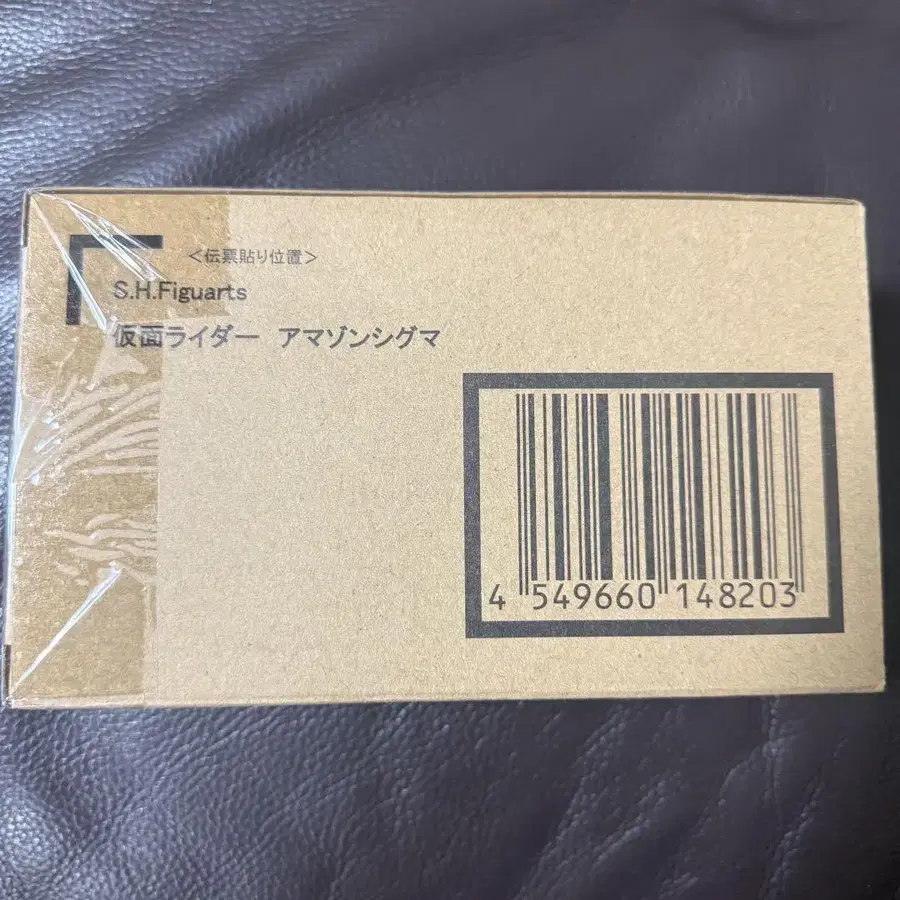 ＜伝票貼り位置＞
S.H.Figuarts
仮面ライダー　アマゾンシグマ
4 549660 148203